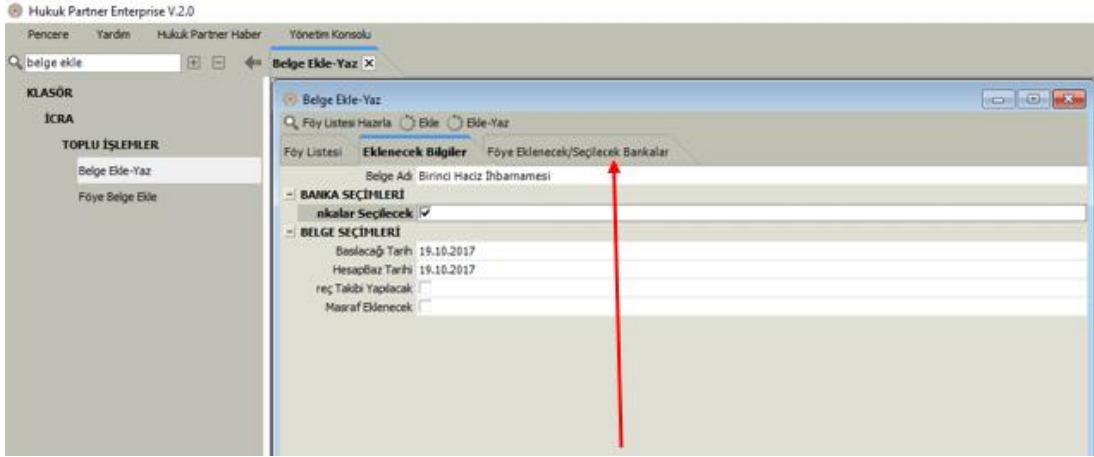 Hukuk Partner Enterprise V.2.0
Pencere Yardım Hukuk Partner Haber Yönetim Konsolu
belge ekle
Belge Ekle-Yaz
KLASÖR
İCRA
TOPLU İŞLEMLER
Belge Ekle-Yaz
Föye Belge Ekle
Belge Ekle-Yaz
Föy Listesi Hazırla Ekle Ekle-Yaz
Föy Listesi Eklenecek Bilgiler Föye Eklenecek/Seçilecek Bankalar
Belge Adı Birinci Haciz İhbarnamesi
BANKA SEÇİMLERİ
nkalar Seçilecek
BELGE SEÇİMLERİ
Basılacağı Tarih 19.10.2017
HesapBaz Tarihi 19.10.2017
reç Takibi Yapılacak
Masraf Eklenecek